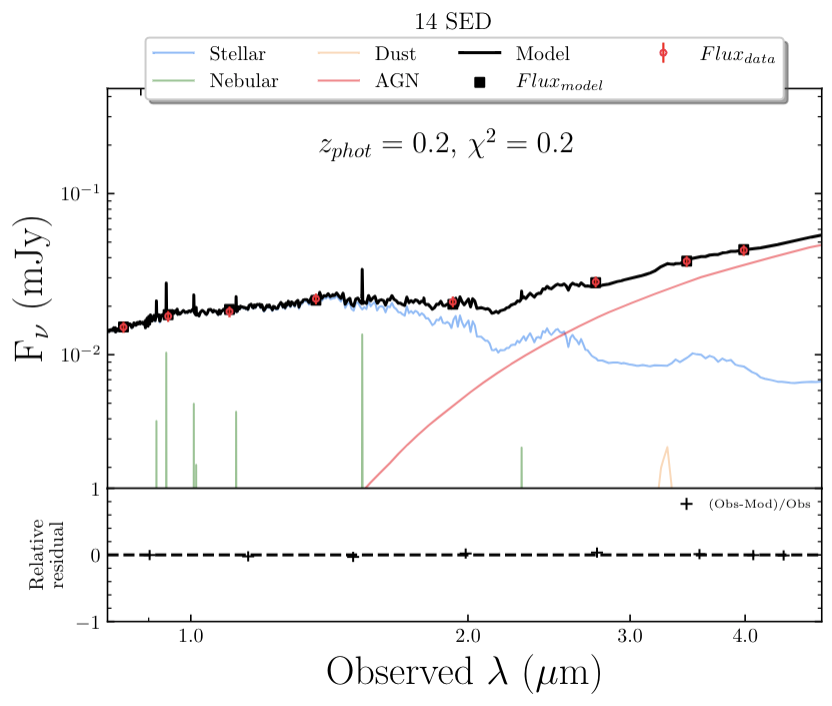 14 SED
Stellar Dust Model Flux_data
Nebular AGN Flux_model
z_phot = 0.2, χ² = 0.2
10⁻¹
10⁻²
F_ν (mJy)
1
0
−1
Relative
residual
(Obs-Mod)/Obs
1.0 2.0 3.0 4.0
Observed λ (μm)